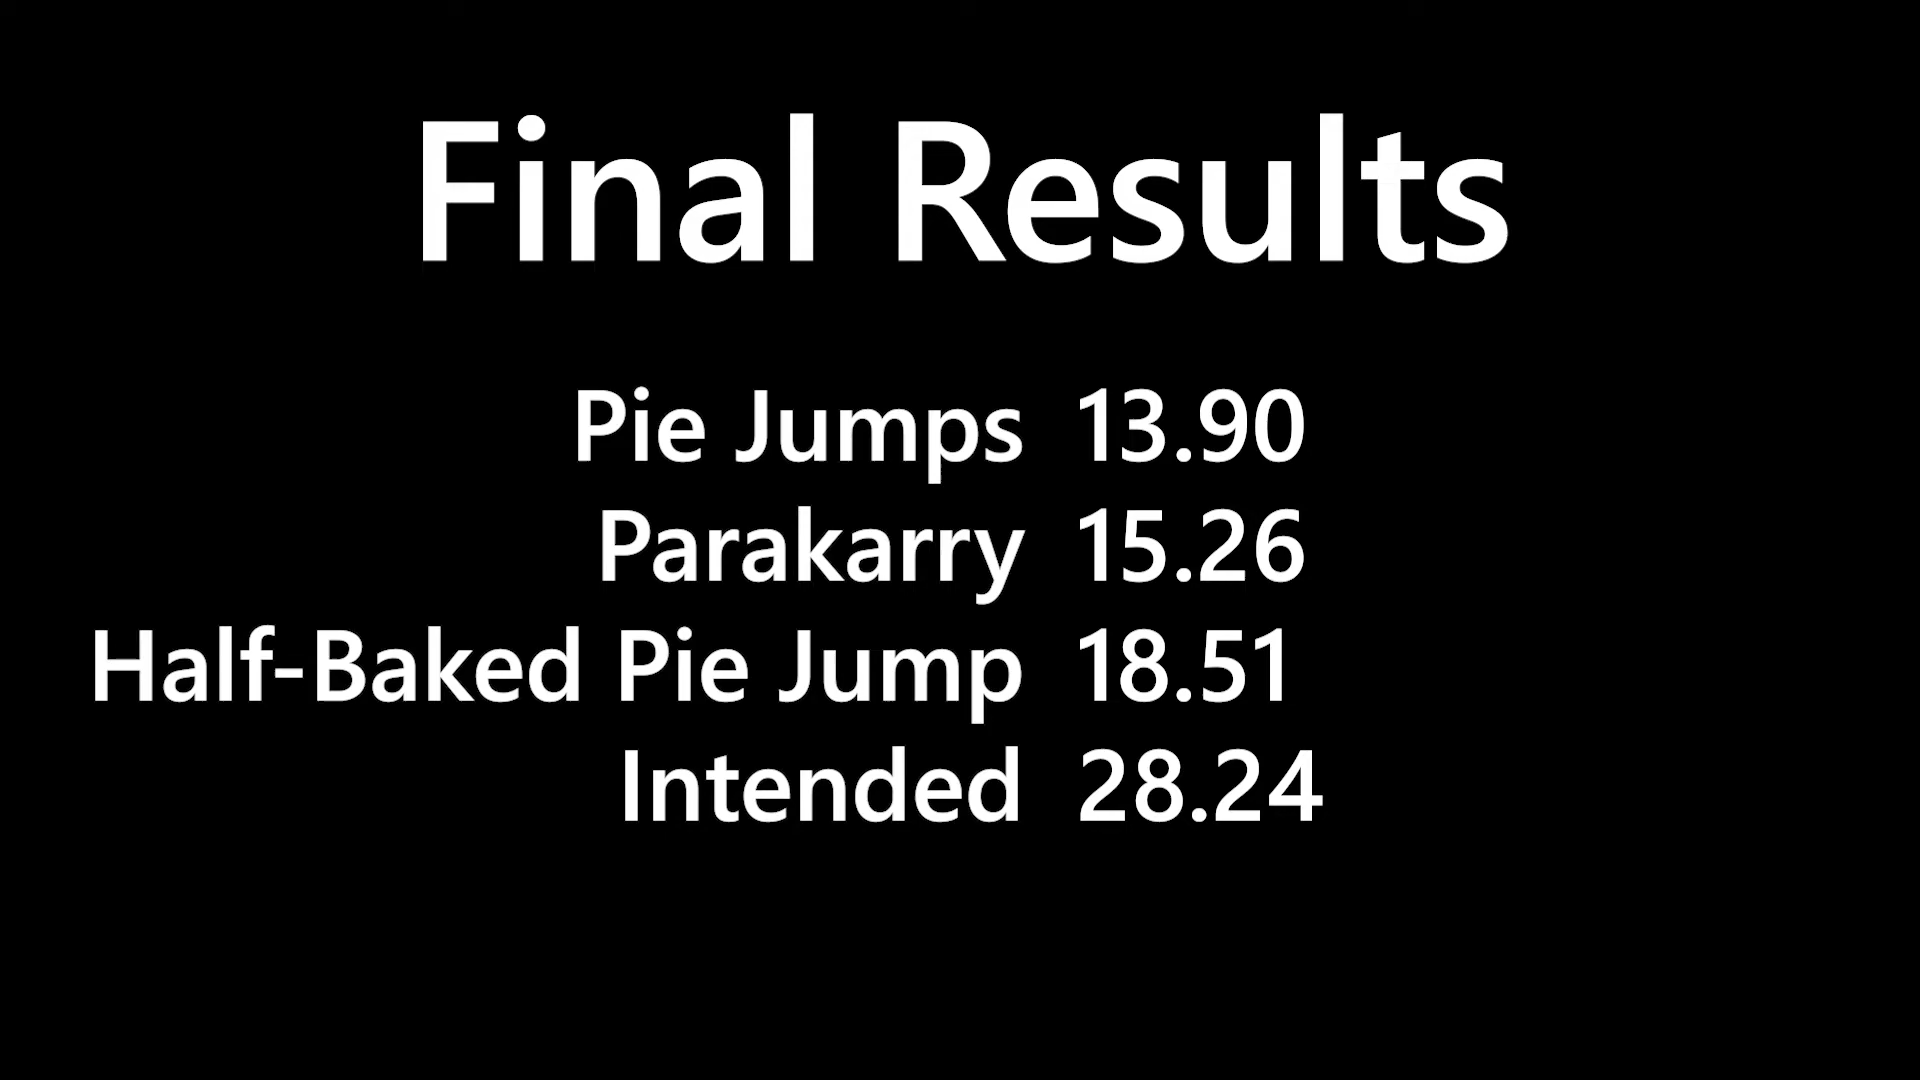 Final Results
Pie Jumps 13.90
Parakarry 15.26
Half-Baked Pie Jump 18.51
Intended 28.24